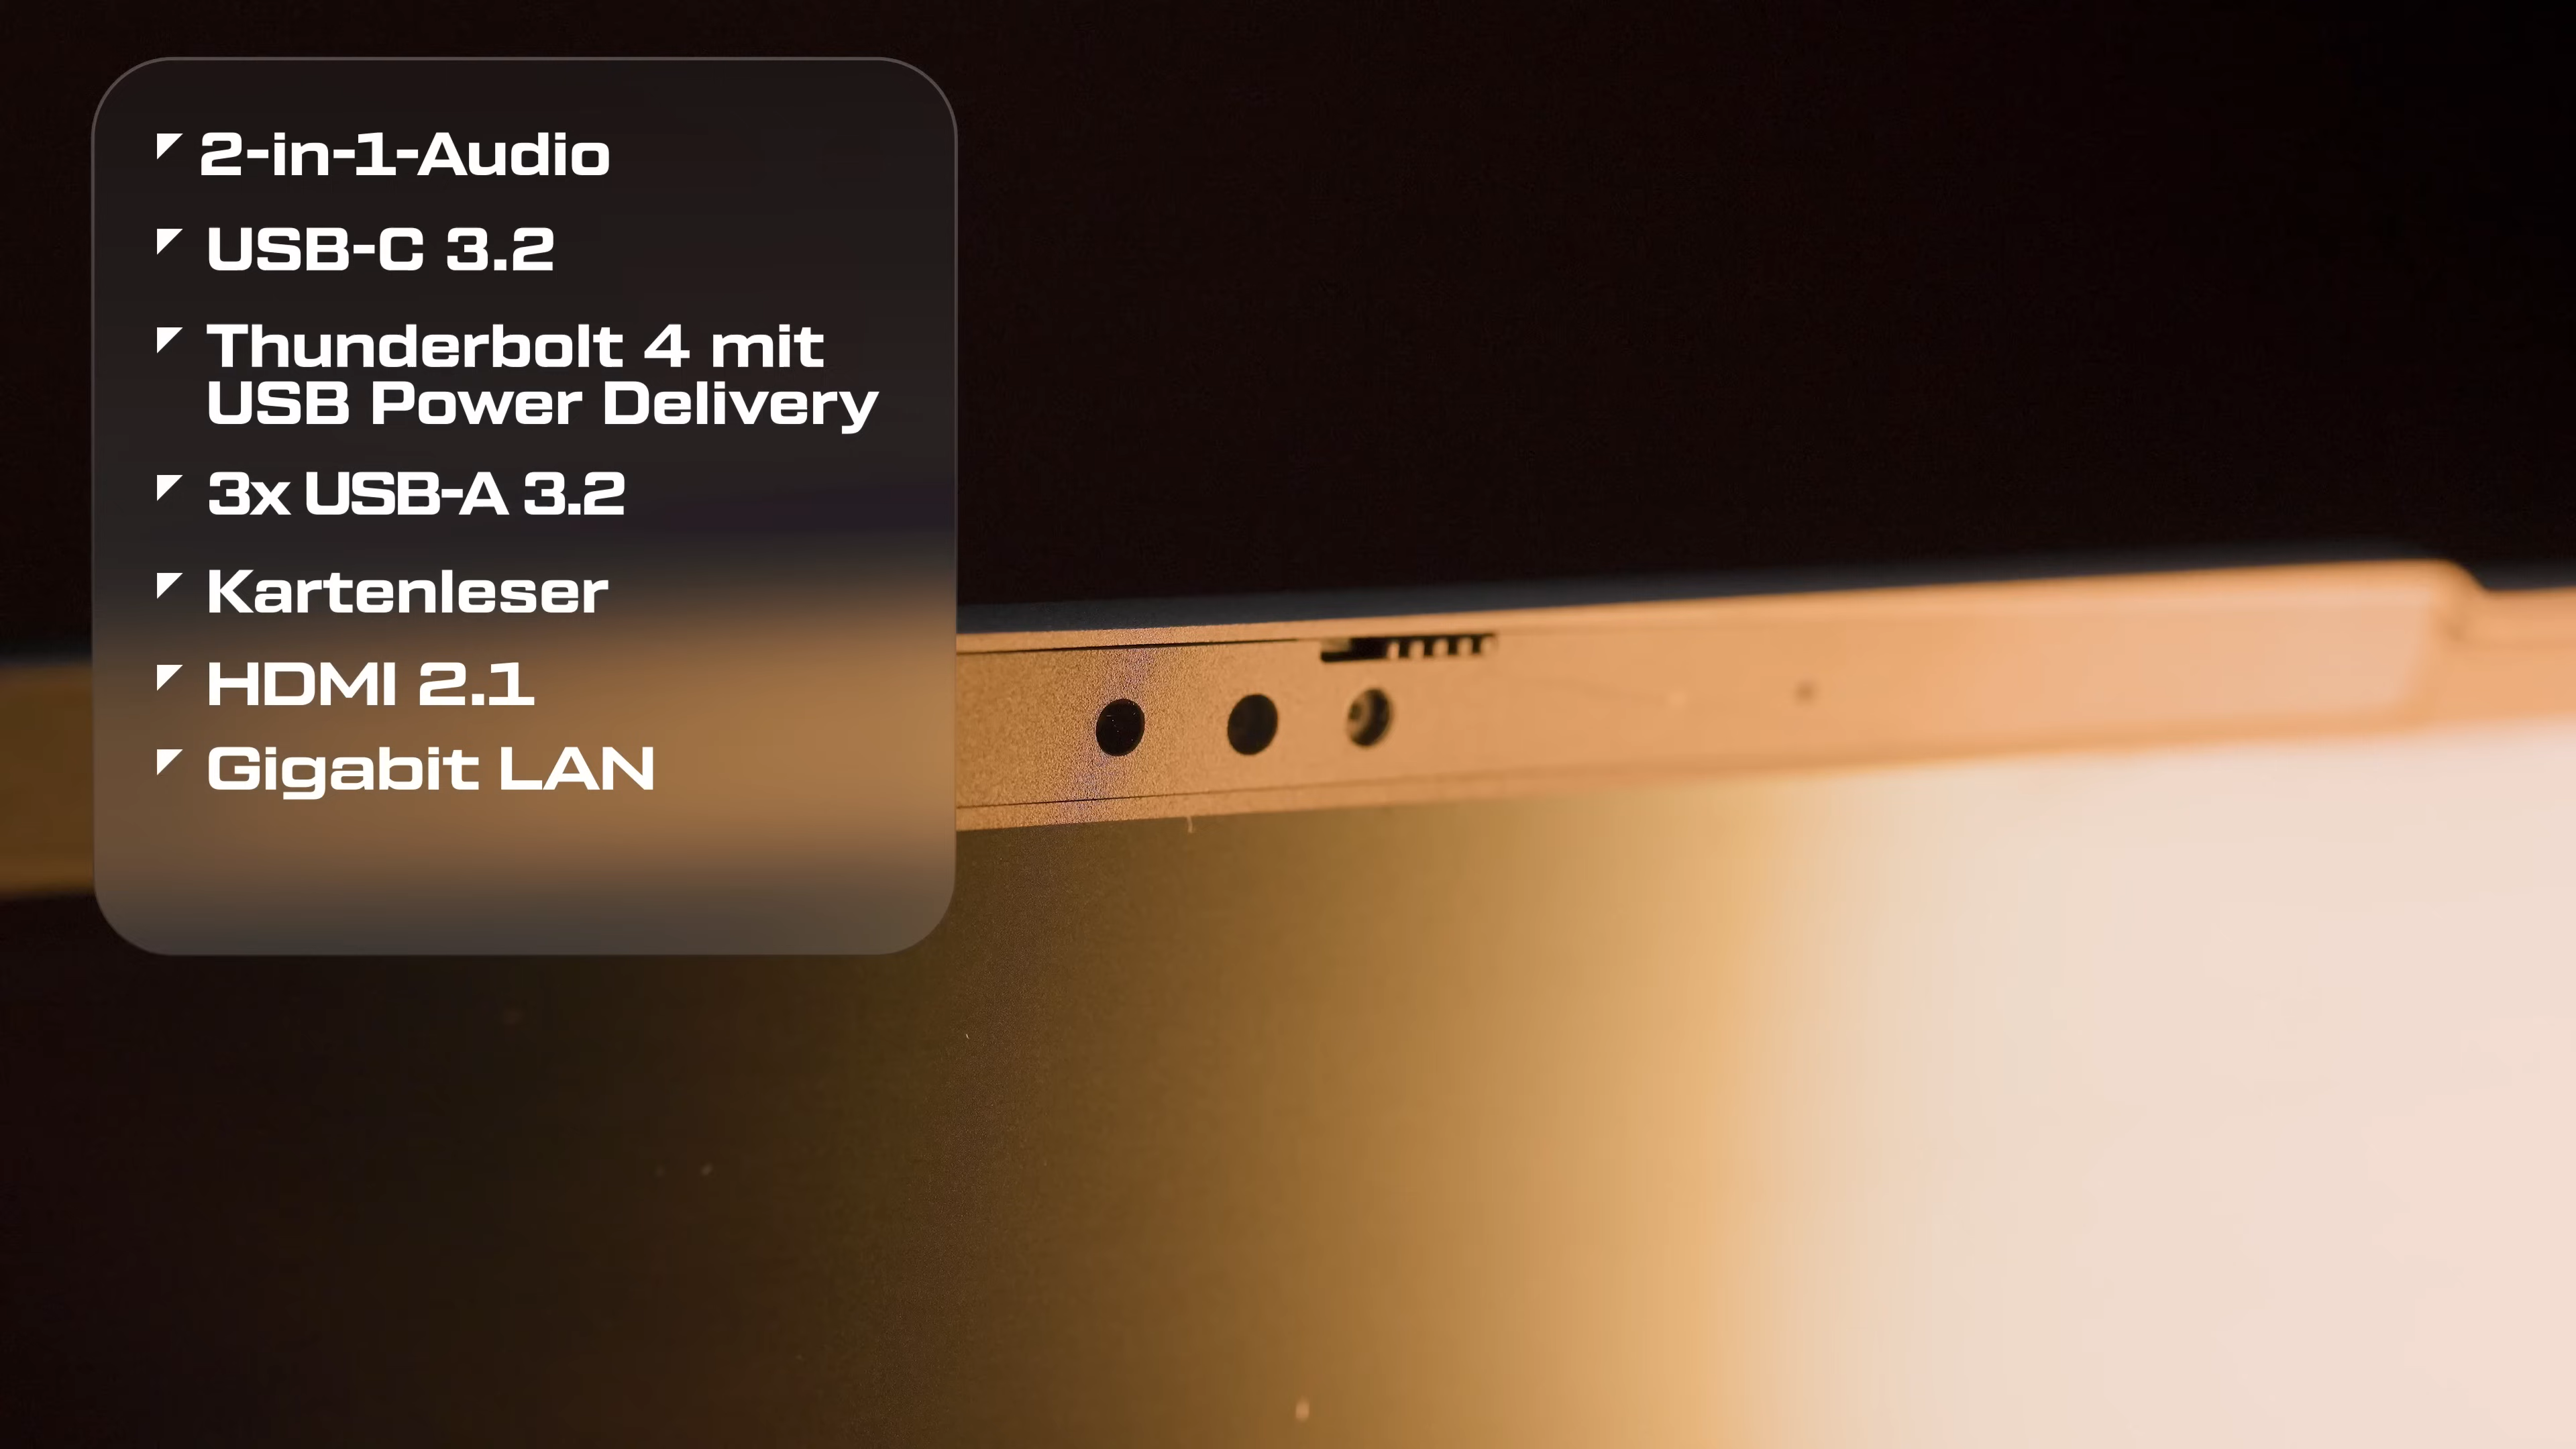 2-in-1-Audio
USB-C 3.2
Thunderbolt 4 mit
USB Power Delivery
3x USB-A 3.2
Kartenleser
HDMI 2.1
Gigabit LAN